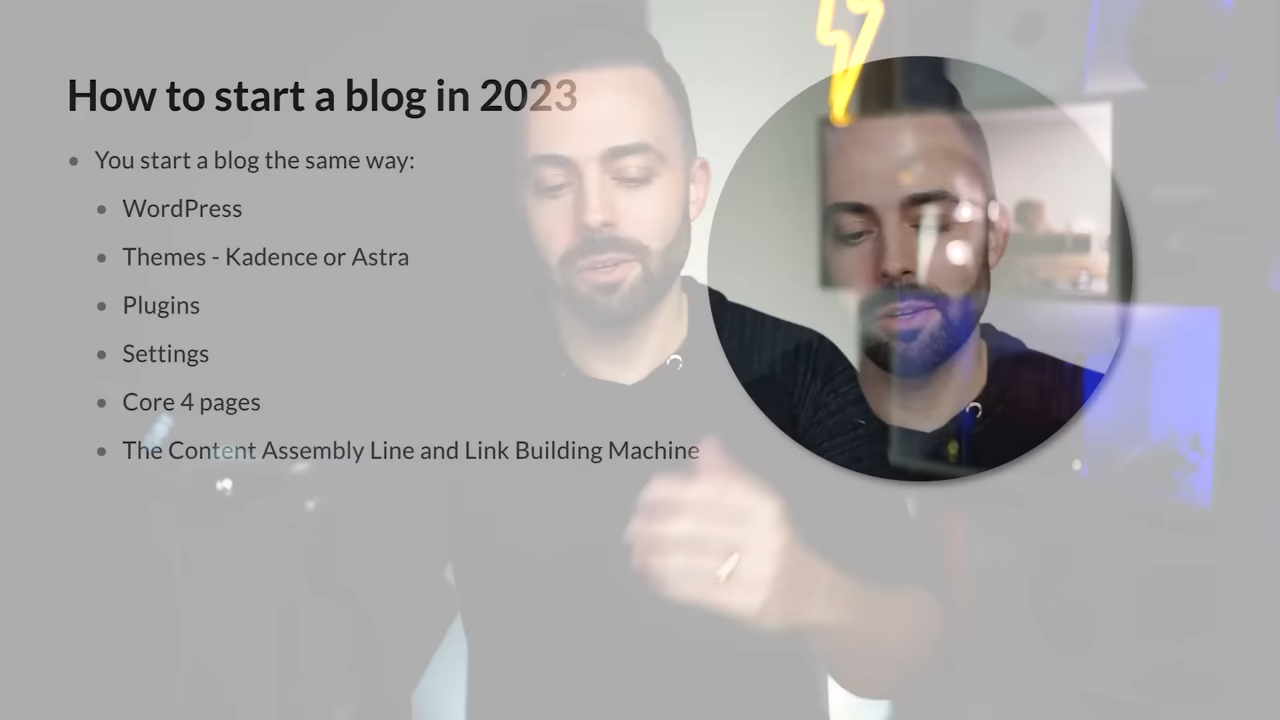 How to start a blog in 2023
You start a blog the same way:
WordPress
Themes - Kadence or Astra
Plugins
Settings
Core 4 pages
The Content Assembly Line and Link Building Machine